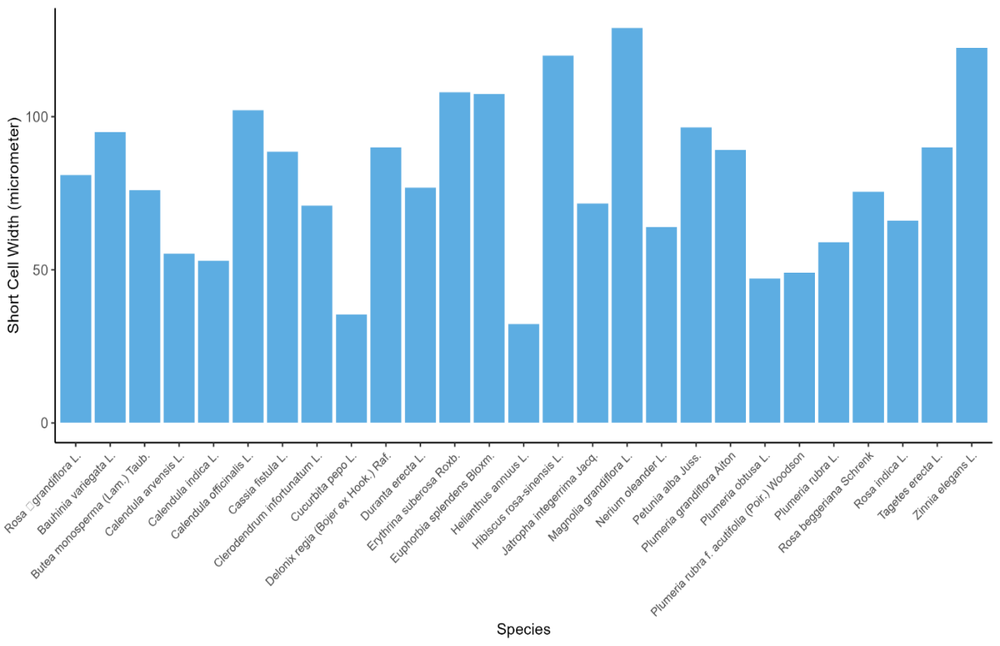 Short Cell Width (micrometer)
100
50
0
Rosa □grandiflora L.
Bauhinia variegata L.
Butea monosperma (Lam.) Taub.
Calendula arvensis L.
Calendula indica L.
Calendula officinalis L.
Cassia fistula L.
Clerodendrum infortunatum L.
Cucurbita pepo L.
Delonix regia (Bojer ex Hook.) Raf.
Duranta erecta L.
Erythrina suberosa Roxb.
Euphorbia splendens Bloxm.
Helianthus annuus L.
Hibiscus rosa-sinensis L.
Jatropha integerrima Jacq.
Magnolia grandiflora L.
Nerium oleander L.
Petunia alba Juss.
Plumeria grandiflora Aiton
Plumeria obtusa L.
Plumeria rubra f. acutifolia (Poir.) Woodson
Plumeria rubra L.
Rosa beggeriana Schrenk
Rosa indica L.
Tagetes erecta L.
Zinnia elegans L.
Species